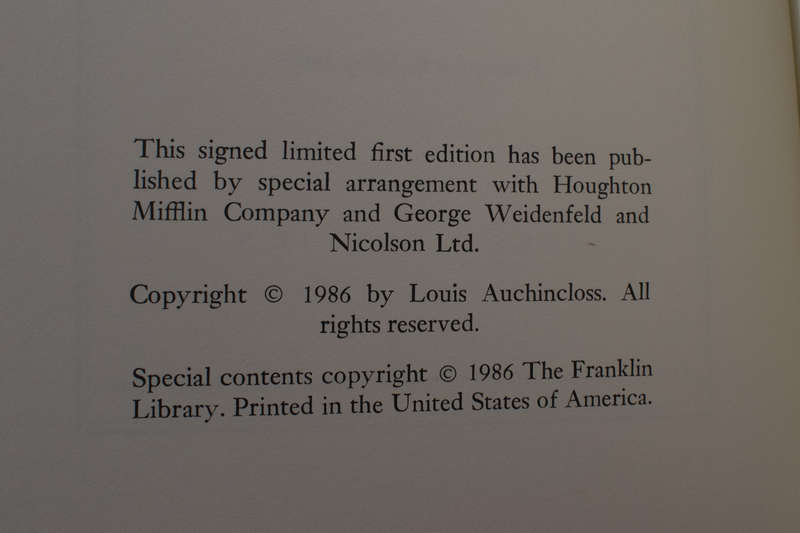 This signed limited first edition has been pub-
lished by special arrangement with Houghton
Mifflin Company and George Weidenfeld and
Nicolson Ltd.
Copyright © 1986 by Louis Auchincloss. All
rights reserved.
Special contents copyright © 1986 The Franklin
Library. Printed in the United States of America.